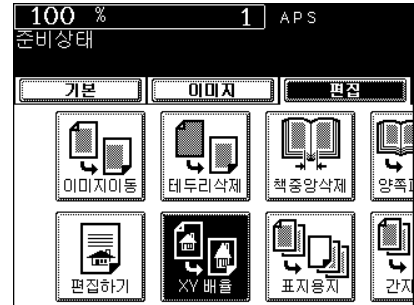 100 % 1 APS
준비상태
기본 이미지 편집
이미지이동 테두리삭제 책중앙삭제
편집하기 XY 배율 표지용지